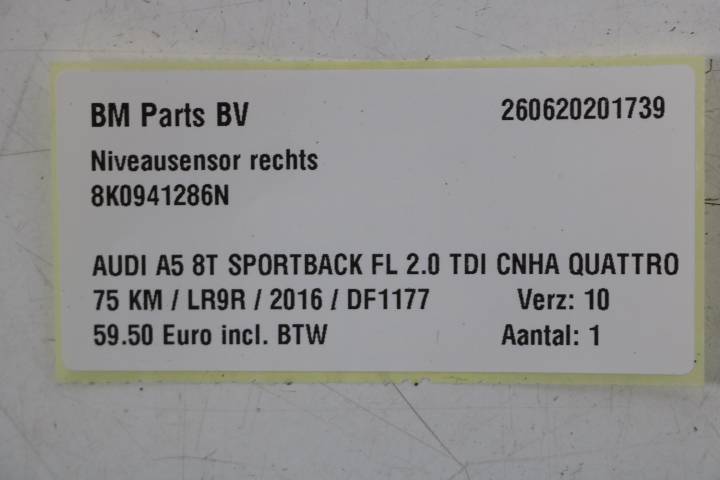 BM Parts BV 260620201739
Niveausensor rechts
8K0941286N
AUDI A5 8T SPORTBACK FL 2.0 TDI CNHA QUATTRO
75 KM / LR9R / 2016 / DF1177 Verz: 10
59.50 Euro incl. BTW Aantal: 1